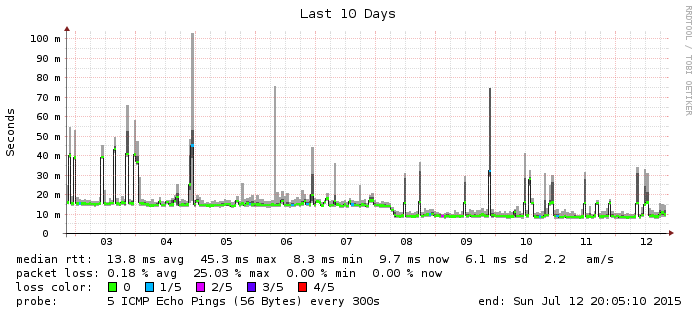 Last 10 Days
RRDTOOL / TOBI OETIKER
Seconds
100 m
90 m
80 m
70 m
60 m
50 m
40 m
30 m
20 m
10 m
0
03 04 05 06 07 08 09 10 11 12
median rtt: 13.8 ms avg 45.3 ms max 8.3 ms min 9.7 ms now 6.1 ms sd 2.2 am/s
packet loss: 0.18 % avg 25.03 % max 0.00 % min 0.00 % now
loss color: 0 1/5 2/5 3/5 4/5
probe: 5 ICMP Echo Pings (56 Bytes) every 300s end: Sun Jul 12 20:05:10 2015